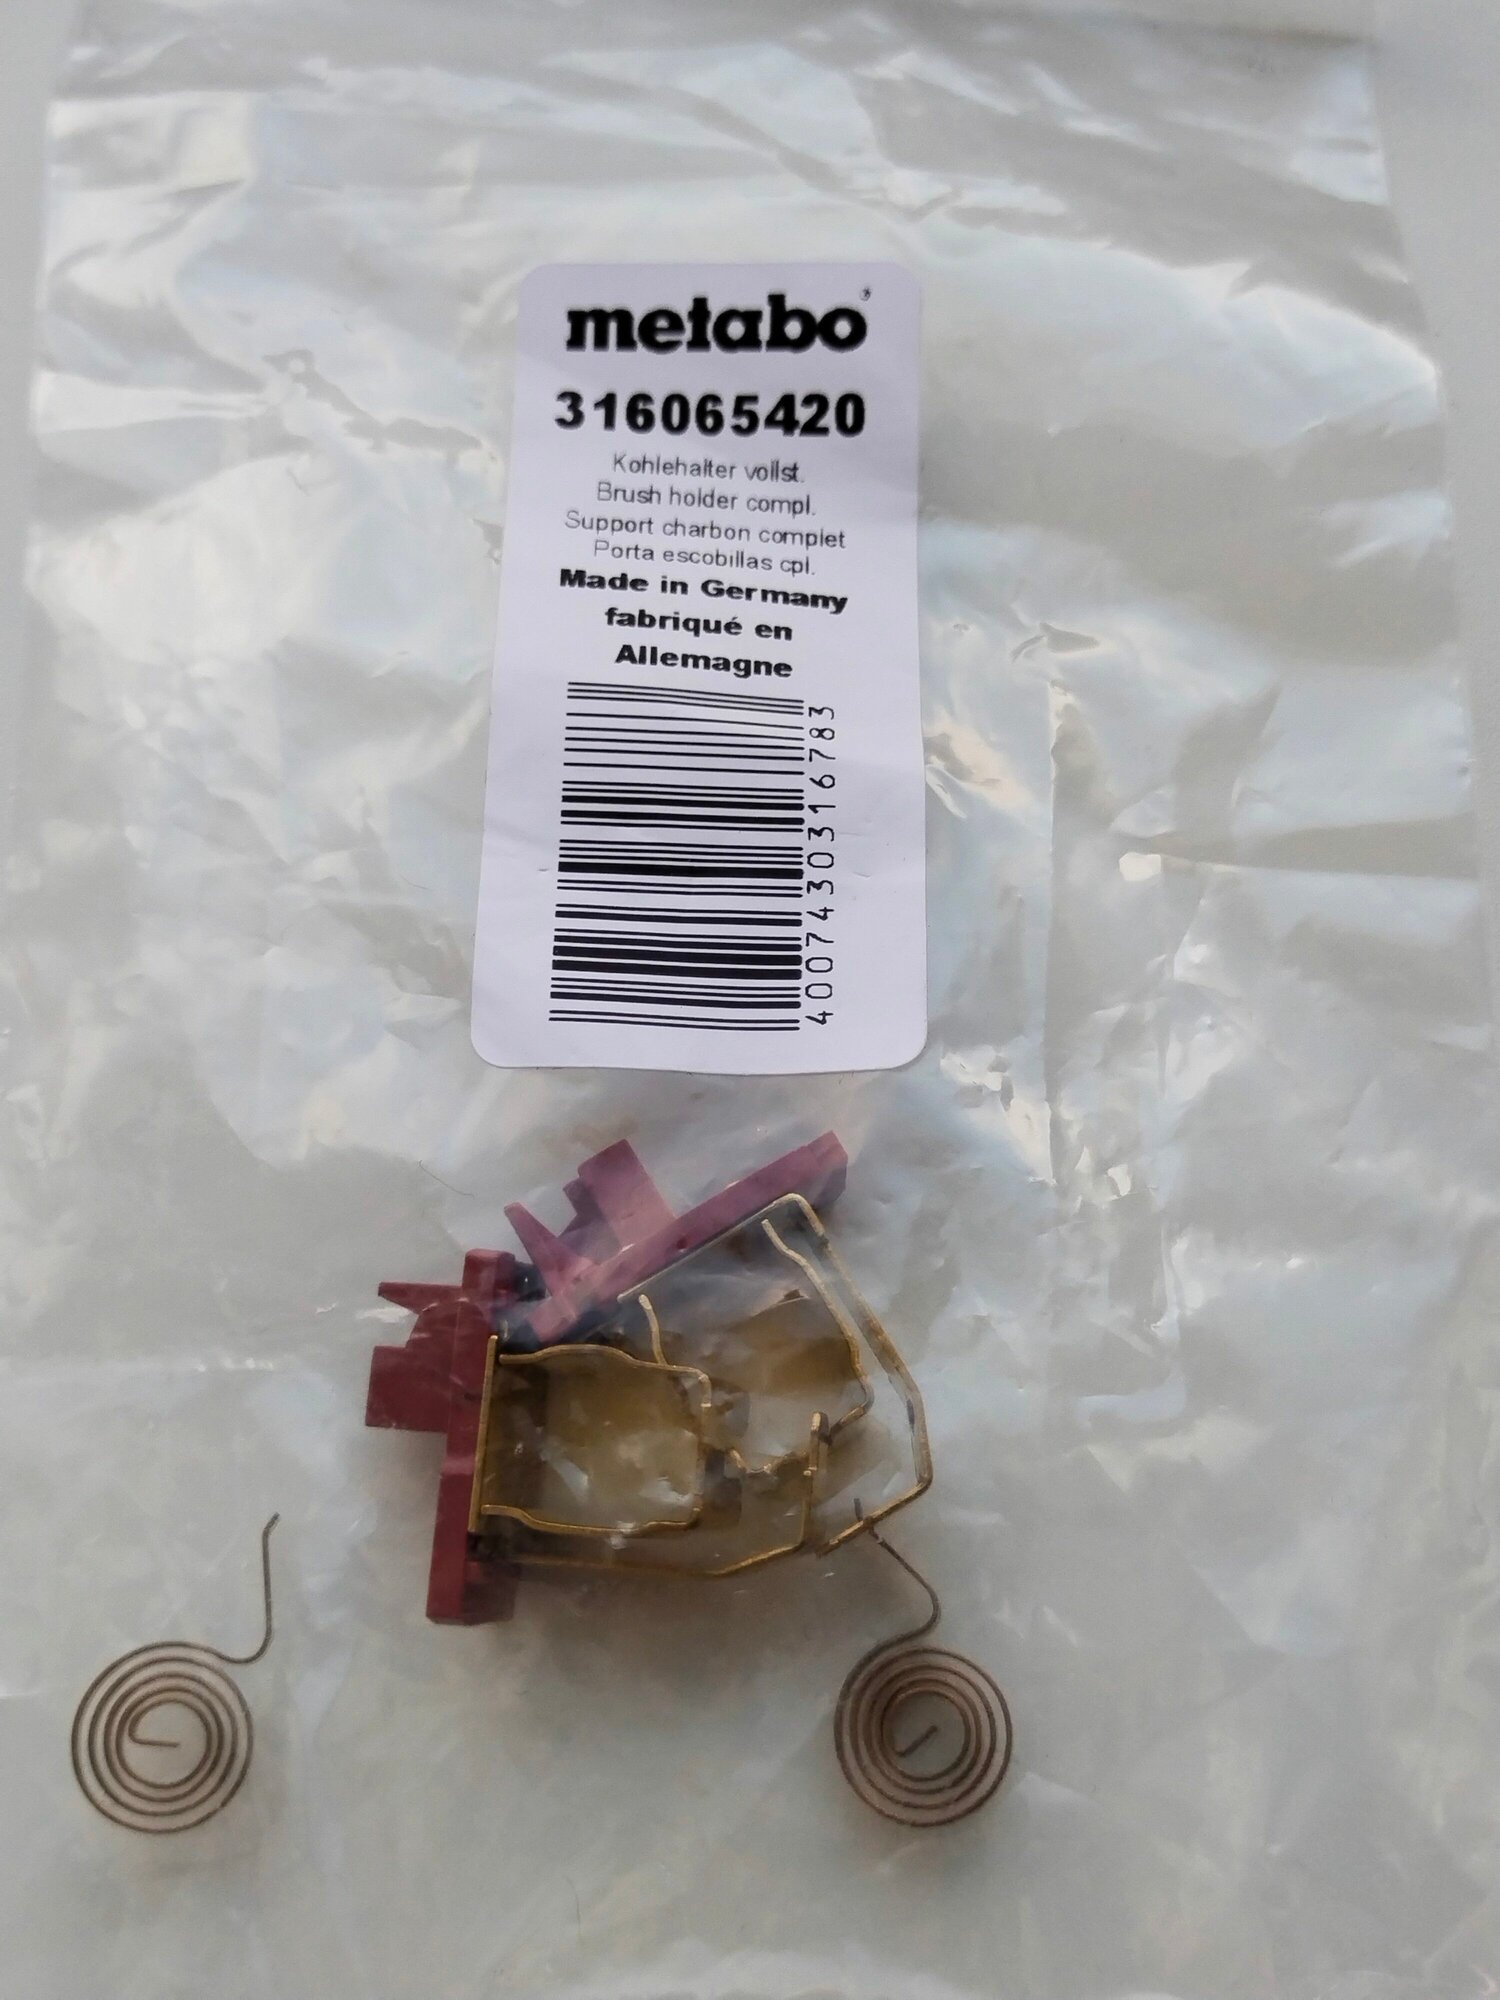 metabo
316065420
Kohlehalter vollst.
Brush holder compl.
Support charbon complet
Porta escobillas cpl.
Made in Germany
fabriqué en
Allemagne
4007430316783